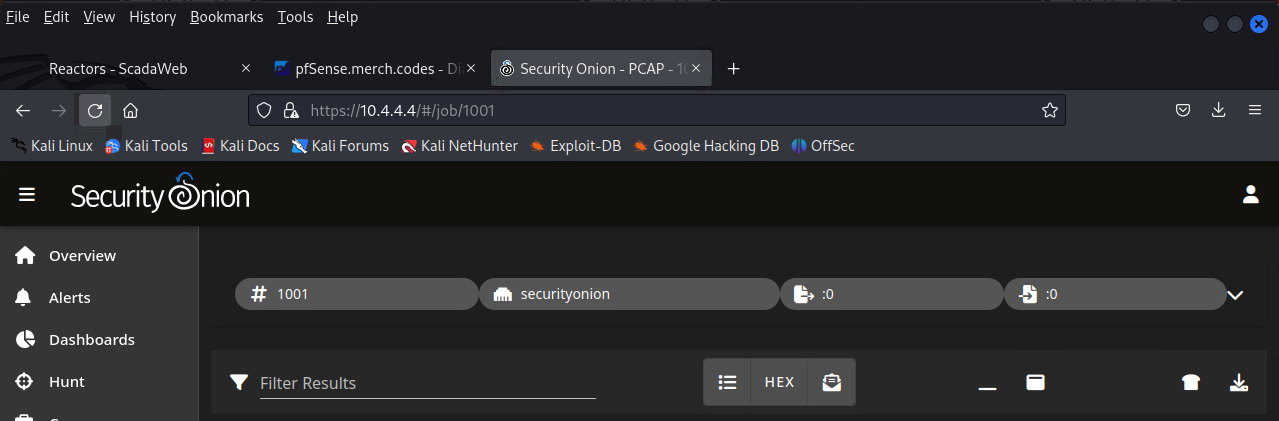 File Edit View History Bookmarks Tools Help
Reactors - ScadaWeb × pfSense.merch.codes - Di × Security Onion - PCAP - 10 × +
https://10.4.4.4/#/job/1001
Kali Linux Kali Tools Kali Docs Kali Forums Kali NetHunter Exploit-DB Google Hacking DB OffSec
Security Onion
Overview
# 1001 securityonion :0 :0
Alerts
Dashboards
Hunt
Filter Results HEX